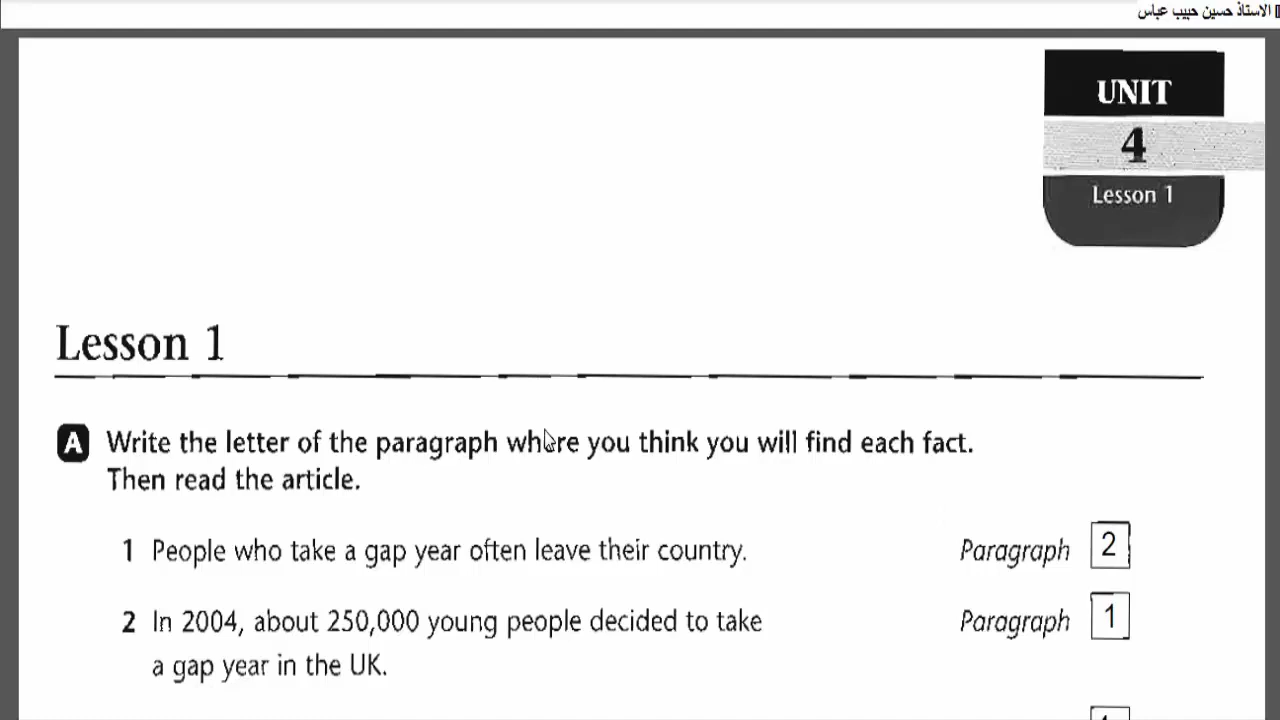 الاستاذ حسين حبيب عباس
UNIT
4
Lesson 1
Lesson 1
A Write the letter of the paragraph where you think you will find each fact.
Then read the article.
1 People who take a gap year often leave their country. Paragraph 2
2 In 2004, about 250,000 young people decided to take Paragraph 1
a gap year in the UK.